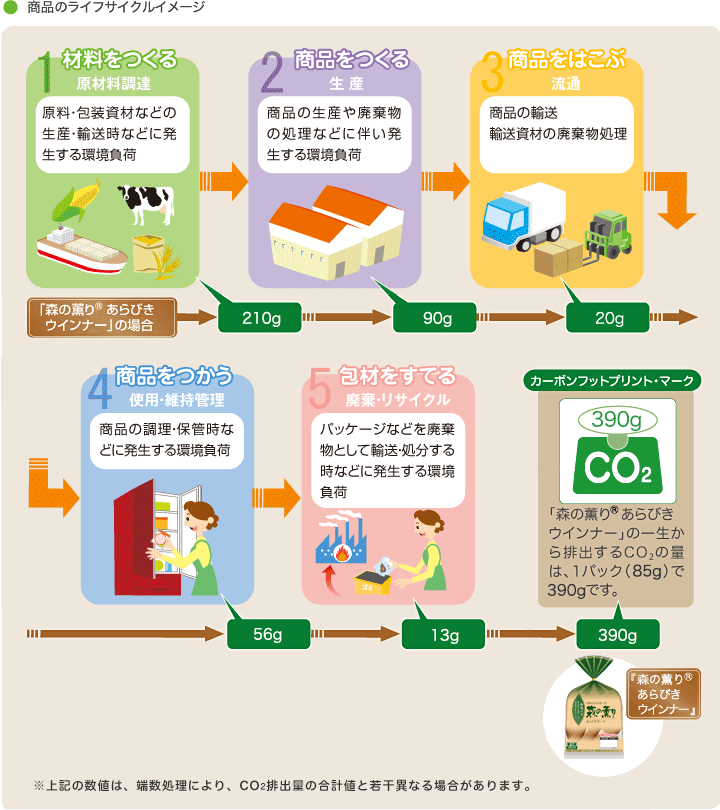 商品のライフサイクルイメージ
1 材料をつくる
原材料調達
原料・包装資材などの
生産・輸送時などに発
生する環境負荷
2 商品をつくる
生 産
商品の生産や廃棄物
の処理などに伴い発
生する環境負荷
3 商品をはこぶ
流通
商品の輸送
輸送資材の廃棄物処理
「森の薫り® あらびき
ウインナー」の場合
210g
90g
20g
4 商品をつかう
使用・維持管理
商品の調理・保管時な
どに発生する環境負荷
5 包材をすてる
廃棄・リサイクル
パッケージなどを廃棄
物として輸送・処分する
時などに発生する環境
負荷
ゴミ
カーボンフットプリント・マーク
390g
CO₂
「森の薫り® あらびき
ウインナー」の一生か
ら排出するCO₂の量
は、1パック(85g)で
390gです。
56g
13g
390g
森の薫り
『森の薫り®
あらびき
ウインナー』
※上記の数値は、端数処理により、CO₂排出量の合計値と若干異なる場合があります。